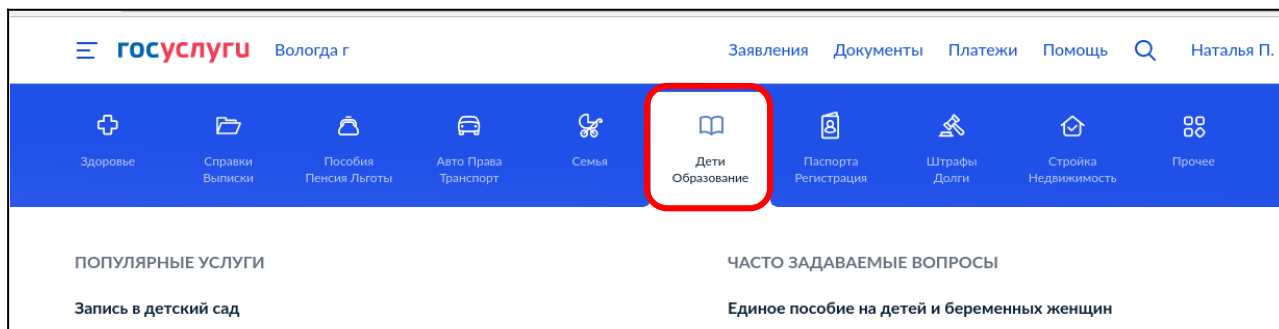 госуслуги Вологда г Заявления Документы Платежи Помощь Наталья П.
Здоровье
Справки
Выписки
Пособия
Пенсия Льготы
Авто Права
Транспорт
Семья
Дети
Образование
Паспорта
Регистрация
Штрафы
Долги
Стройка
Недвижимость
Прочее
ПОПУЛЯРНЫЕ УСЛУГИ
Запись в детский сад
ЧАСТО ЗАДАВАЕМЫЕ ВОПРОСЫ
Единое пособие на детей и беременных женщин